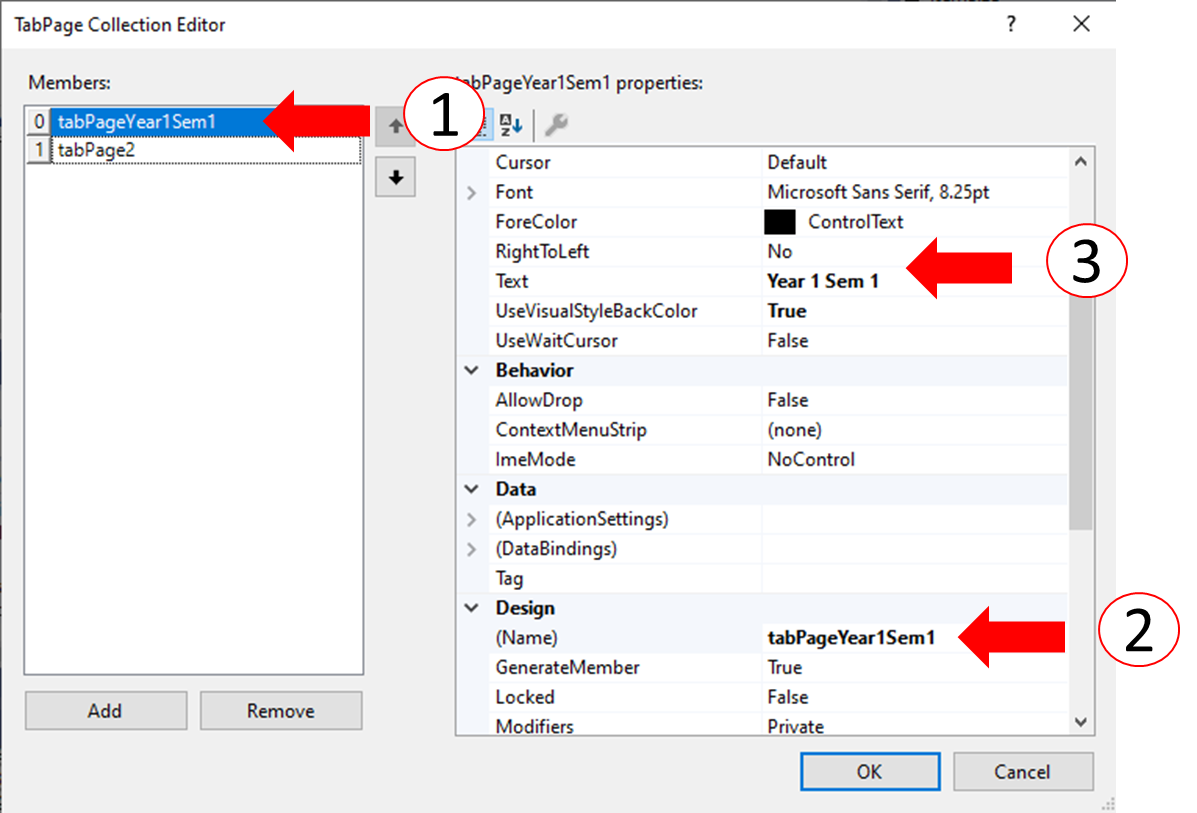 TabPage Collection Editor ?
Members:
abPageYear1Sem1 properties:
0 tabPageYear1Sem1
1 tabPage2
1
Cursor Default
Font Microsoft Sans Serif, 8.25pt
ForeColor ControlText
RightToLeft No
3
Text Year 1 Sem 1
UseVisualStyleBackColor True
UseWaitCursor False
Behavior
AllowDrop False
ContextMenuStrip (none)
ImeMode NoControl
Data
(ApplicationSettings)
(DataBindings)
Tag
Design
(Name) tabPageYear1Sem1
2
GenerateMember True
Locked False
Modifiers Private
Add Remove
OK Cancel